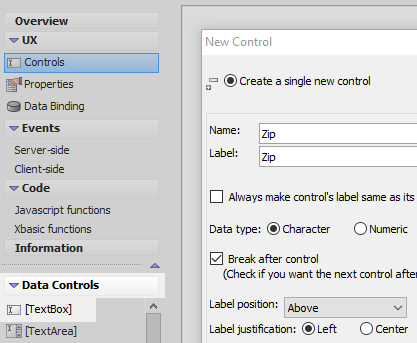 Overview
UX
Controls
Properties
Data Binding
Events
Server-side
Client-side
Code
Javascript functions
Xbasic functions
Information
Data Controls
[TextBox]
[TextArea]
New Control
Create a single new control
Name: Zip
Label: Zip
Always make control's label same as its
Data type: Character Numeric
Break after control
(Check if you want the next control after
Label position: Above
Label justification: Left Center